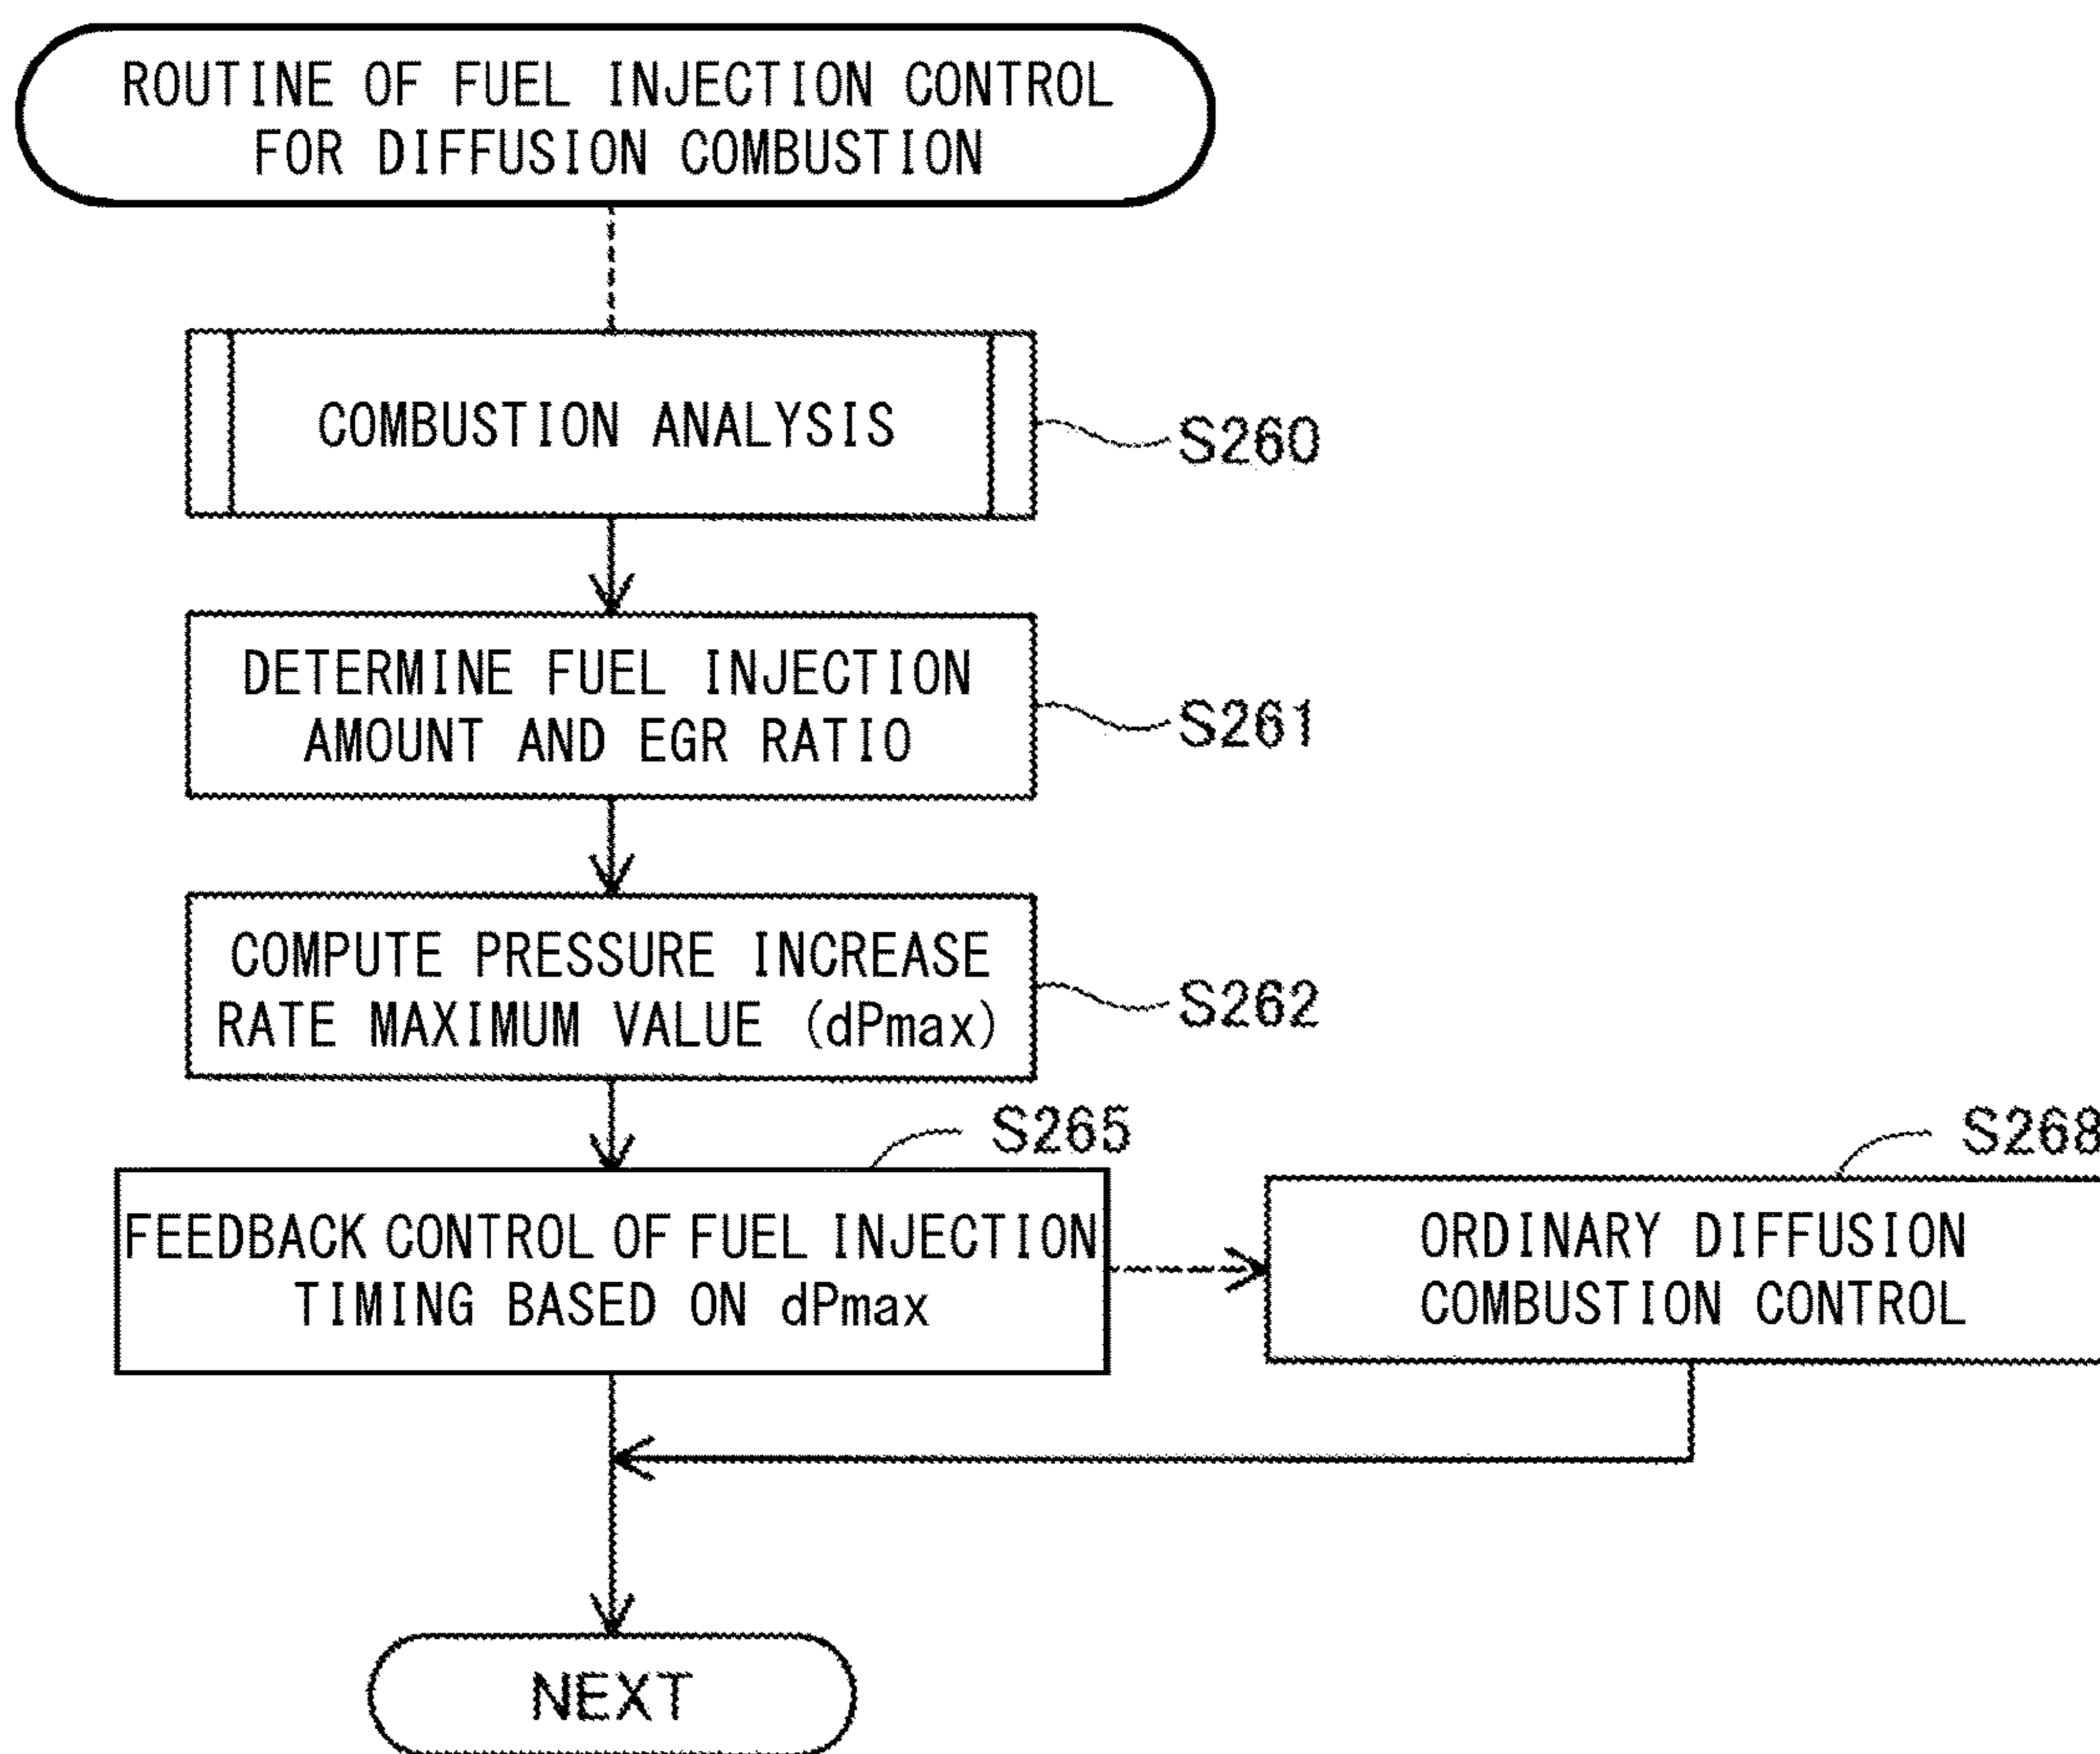 ROUTINE OF FUEL INJECTION CONTROL
FOR DIFFUSION COMBUSTION
COMBUSTION ANALYSIS
S260
DETERMINE FUEL INJECTION
AMOUNT AND EGR RATIO
S261
COMPUTE PRESSURE INCREASE
RATE MAXIMUM VALUE (dPmax)
S262
S265
FEEDBACK CONTROL OF FUEL INJECTION
TIMING BASED ON dPmax
S268
ORDINARY DIFFUSION
COMBUSTION CONTROL
NEXT